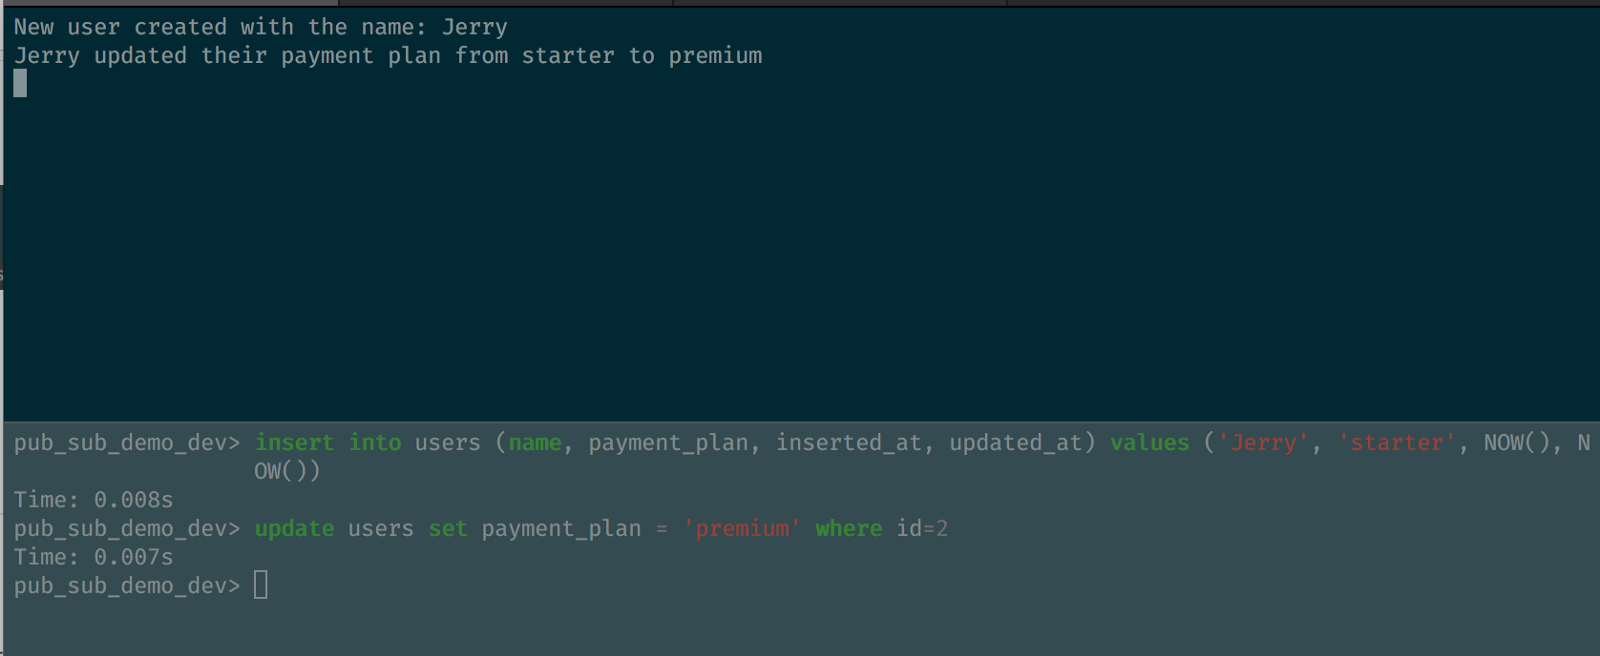 New user created with the name: Jerry
Jerry updated their payment plan from starter to premium
pub_sub_demo_dev> insert into users (name, payment_plan, inserted_at, updated_at) values ('Jerry', 'starter', NOW(), N
OW())
Time: 0.008s
pub_sub_demo_dev> update users set payment_plan = 'premium' where id=2
Time: 0.007s
pub_sub_demo_dev>